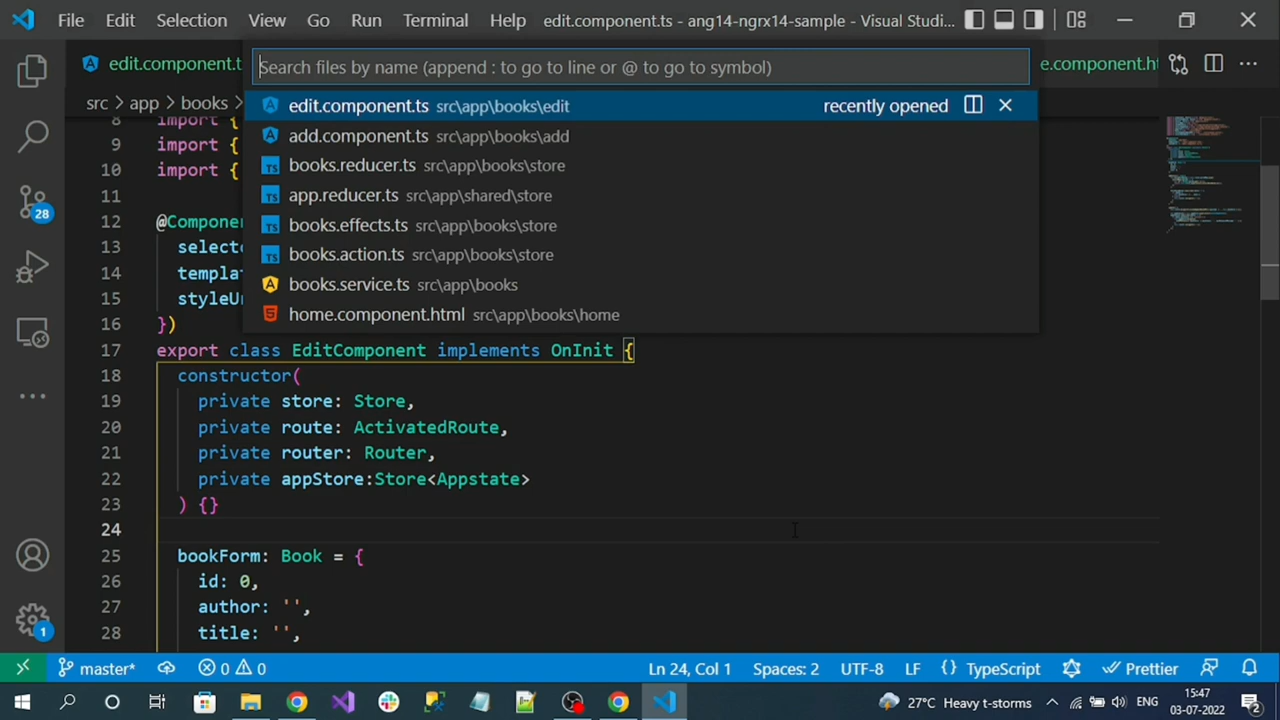 File Edit Selection View Go Run Terminal Help edit.component.ts - ang14-ngrx14-sample - Visual Studi...
edit.component.t
e.component.ht
Search files by name (append : to go to line or @ to go to symbol)
src > app > books >
edit.component.ts src\app\books\edit recently opened
add.component.ts src\app\books\add
books.reducer.ts src\app\books\store
app.reducer.ts src\app\shared\store
books.effects.ts src\app\books\store
books.action.ts src\app\books\store
books.service.ts src\app\books
home.component.html src\app\books\home
8 import {
9 import {
10 import {
11
12 @Compone
13 select
14 templa
15 styleU
16 })
17 export class EditComponent implements OnInit {
18 constructor(
19 private store: Store,
20 private route: ActivatedRoute,
21 private router: Router,
22 private appStore:Store<Appstate>
23 ) {}
24
25 bookForm: Book = {
26 id: 0,
27 author: '',
28 title: '',
28
1
master* 0 0 Ln 24, Col 1 Spaces: 2 UTF-8 LF {} TypeScript Prettier
27°C Heavy t-storms ENG 15:47
03-07-2022 2